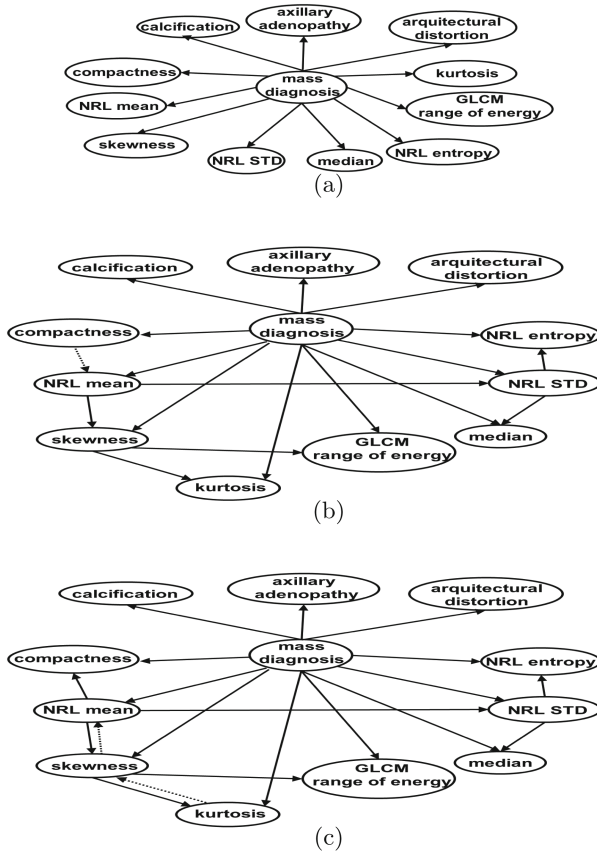 axillary
adenopathy
calcification
arquitectural
distortion
compactness
mass
diagnosis
kurtosis
NRL mean
GLCM
range of energy
skewness
NRL STD
median
NRL entropy
(a)
calcification
axillary
adenopathy
arquitectural
distortion
compactness
mass
diagnosis
NRL entropy
NRL mean
NRL STD
skewness
GLCM
range of energy
median
kurtosis
(b)
calcification
axillary
adenopathy
arquitectural
distortion
compactness
mass
diagnosis
NRL entropy
NRL mean
NRL STD
skewness
GLCM
range of energy
median
kurtosis
(c)